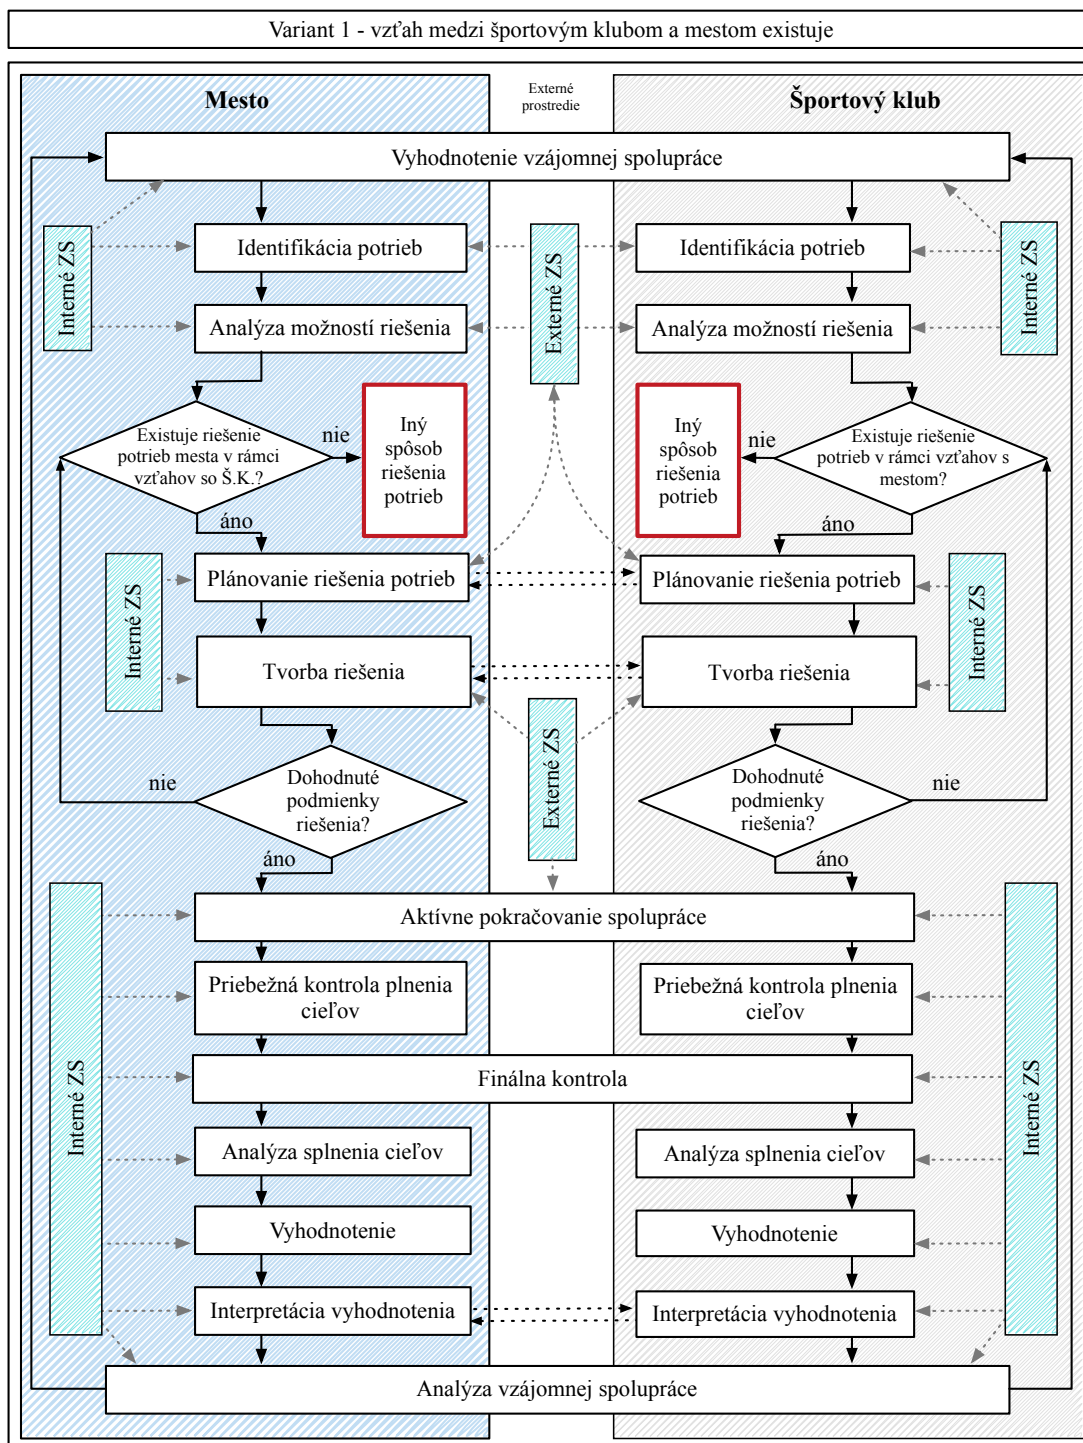 Variant 1 - vzťah medzi športovým klubom a mestom existuje
Mesto
Externé
prostredie
Športový klub
Vyhodnotenie vzájomnej spolupráce
Interné ZS
Identifikácia potrieb
Externé ZS
Identifikácia potrieb
Interné ZS
Analýza možností riešenia
Analýza možností riešenia
Existuje riešenie
potrieb mesta v rámci
vzťahov so Š.K.?
nie
Iný
spôsob
riešenia
potrieb
Iný
spôsob
riešenia
potrieb
nie
Existuje riešenie
potrieb v rámci vzťahov s
mestom?
áno
áno
Interné ZS
Plánovanie riešenia potrieb
Plánovanie riešenia potrieb
Interné ZS
Tvorba riešenia
Tvorba riešenia
Externé ZS
nie
Dohodnuté
podmienky
riešenia?
Dohodnuté
podmienky
riešenia?
nie
áno
áno
Interné ZS
Aktívne pokračovanie spolupráce
Interné ZS
Priebežná kontrola plnenia
cieľov
Priebežná kontrola plnenia
cieľov
Finálna kontrola
Analýza splnenia cieľov
Analýza splnenia cieľov
Vyhodnotenie
Vyhodnotenie
Interpretácia vyhodnotenia
Interpretácia vyhodnotenia
Analýza vzájomnej spolupráce